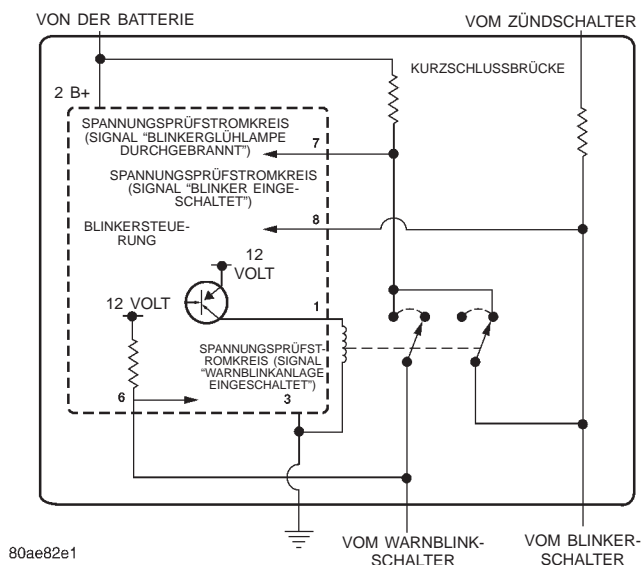 VON DER BATTERIE
VOM ZÜNDSCHALTER
KURZSCHLUSSBRÜCKE
2 B+
SPANNUNGSPRÜFSTROMKREIS
(SIGNAL “BLINKERGLÜHLAMPE
DURCHGEBRANNT”)
7
SPANNUNGSPRÜFSTROMKREIS
(SIGNAL “BLINKER EINGE-
SCHALTET”)
8
BLINKERSTEUE-
RUNG
12
VOLT
12 VOLT
1
SPANNUNGSPRÜFST-
ROMKREIS (SIGNAL
“WARNBLINKANLAGE
EINGESCHALTET”)
6
3
VOM WARNBLINK-
SCHALTER
VOM BLINKER-
SCHALTER
80ae82e1